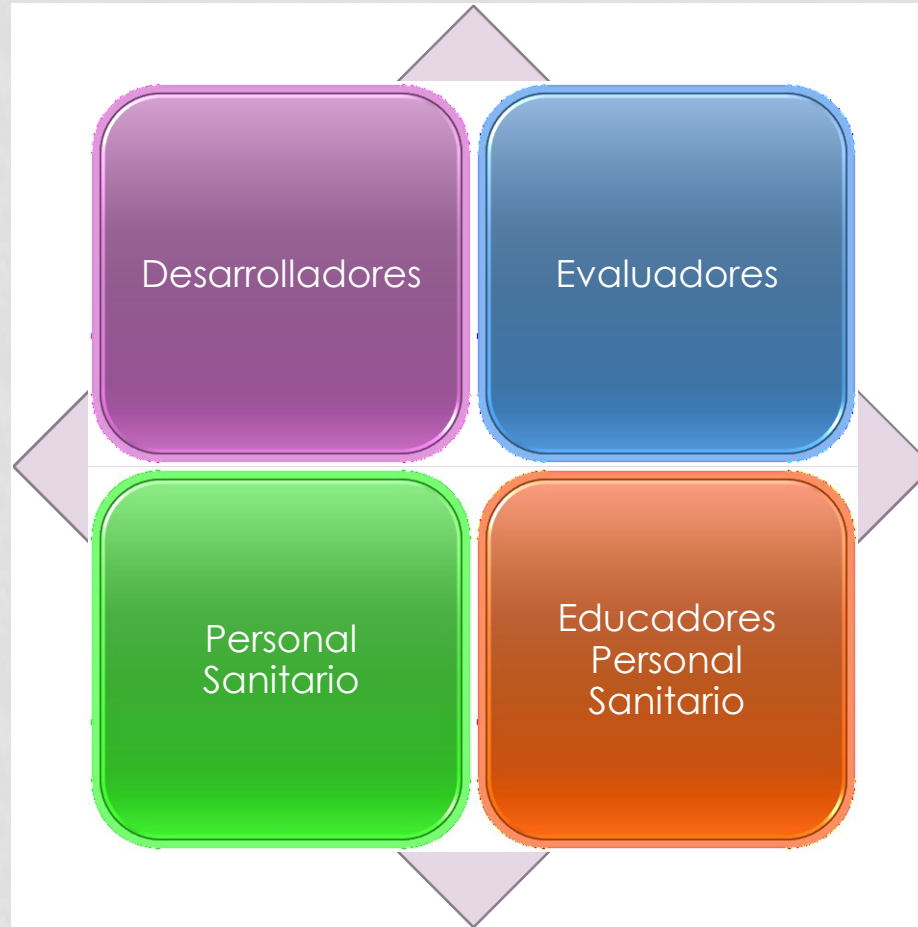 Desarrolladores
Evaluadores
Personal
Sanitario
Educadores
Personal
Sanitario